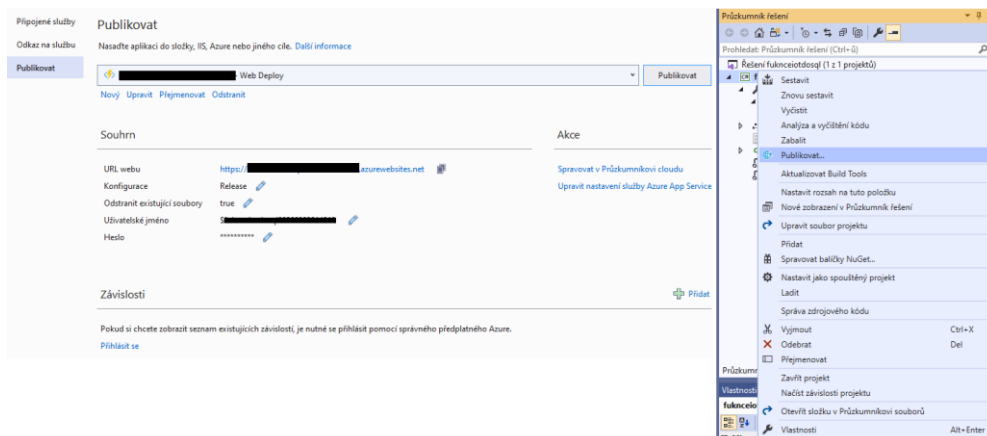 Připojené služby
Odkaz na službu
Publikovat
Publikovat
Nasaďte aplikaci do složky, IIS, Azure nebo jiného cíle. Další informace
- Web Deploy
Publikovat
Nový Upravit Přejmenovat Odstranit
Souhrn
URL webu https:// .azurewebsites.net
Konfigurace Release
Odstranit existující soubory true
Uživatelské jméno
Heslo **********
Akce
Spravovat v Průzkumníkovi cloudu
Upravit nastavení služby Azure App Service
Závislosti
Přidat
Pokud si chcete zobrazit seznam existujících závislostí, je nutné se přihlásit pomocí správného předplatného Azure.
Přihlásit se
Průzkumník řešení
Prohledat: Průzkumník řešení (Ctrl+ů)
Řešení fuknceiotdosql (1 z 1 projektů)
Sestavit
Znovu sestavit
Vyčistit
Analýza a vyčištění kódu
Zabalit
Publikovat...
Aktualizovat Build Tools
Nastavit rozsah na tuto položku
Nové zobrazení v Průzkumník řešení
Upravit soubor projektu
Přidat
Spravovat balíčky NuGet...
Nastavit jako spouštěný projekt
Ladit
Správa zdrojového kódu
Vyjmout Ctrl+X
Odebrat Del
Přejmenovat
Zavřít projekt
Načíst závislosti projektu
Otevřít složku v Průzkumníkovi souborů
Vlastnosti Alt+Enter
Průzkumn
Vlastnosti
fuknceio